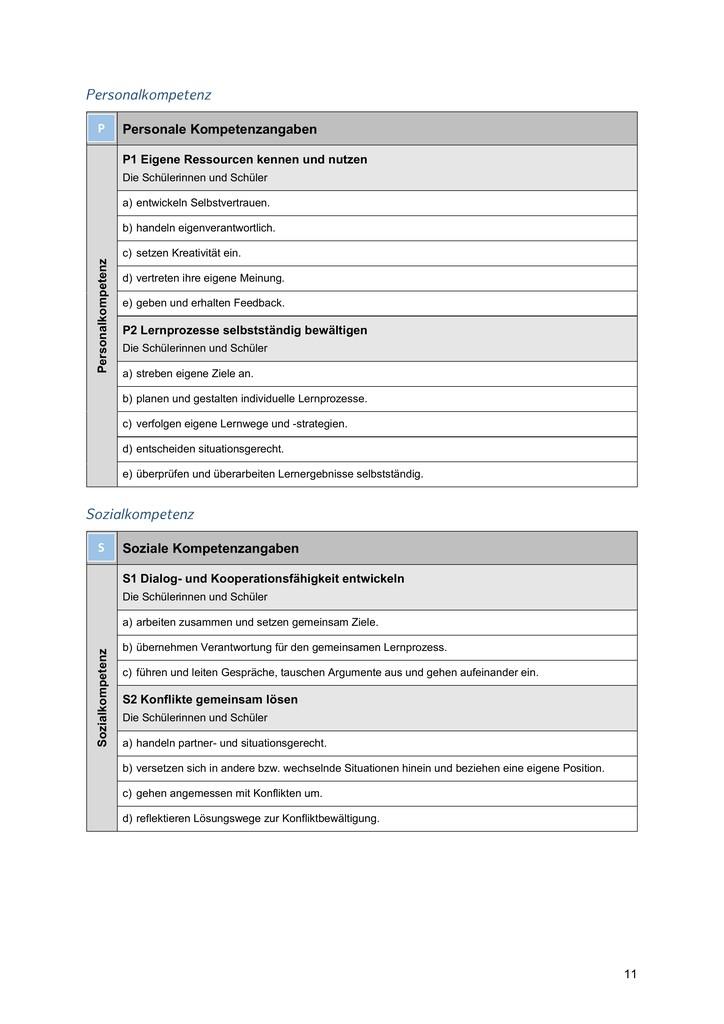 Personalkompetenz
P Personale Kompetenzangaben
Personalkompetenz
P1 Eigene Ressourcen kennen und nutzen
Die Schülerinnen und Schüler
a) entwickeln Selbstvertrauen.
b) handeln eigenverantwortlich.
c) setzen Kreativität ein.
d) vertreten ihre eigene Meinung.
e) geben und erhalten Feedback.
P2 Lernprozesse selbstständig bewältigen
Die Schülerinnen und Schüler
a) streben eigene Ziele an.
b) planen und gestalten individuelle Lernprozesse.
c) verfolgen eigene Lernwege und -strategien.
d) entscheiden situationsgerecht.
e) überprüfen und überarbeiten Lernergebnisse selbstständig.
Sozialkompetenz
S Soziale Kompetenzangaben
Sozialkompetenz
S1 Dialog- und Kooperationsfähigkeit entwickeln
Die Schülerinnen und Schüler
a) arbeiten zusammen und setzen gemeinsam Ziele.
b) übernehmen Verantwortung für den gemeinsamen Lernprozess.
c) führen und leiten Gespräche, tauschen Argumente aus und gehen aufeinander ein.
S2 Konflikte gemeinsam lösen
Die Schülerinnen und Schüler
a) handeln partner- und situationsgerecht.
b) versetzen sich in andere bzw. wechselnde Situationen hinein und beziehen eine eigene Position.
c) gehen angemessen mit Konflikten um.
d) reflektieren Lösungswege zur Konfliktbewältigung.
11